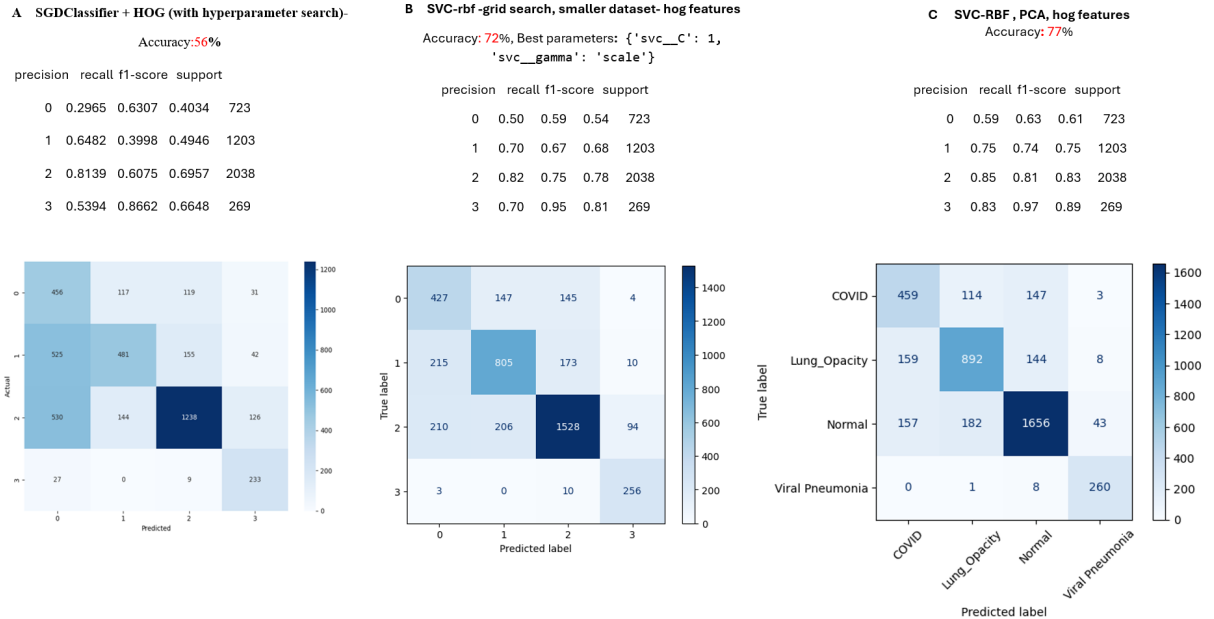 A SGDClassifier + HOG (with hyperparameter search)-
Accuracy:56%
precision recall f1-score support
0 0.2965 0.6307 0.4034 723
1 0.6482 0.3998 0.4946 1203
2 0.8139 0.6075 0.6957 2038
3 0.5394 0.8662 0.6648 269
Actual
0
1
2
3
456 117 119 31
525 481 155 42
530 144 1238 126
27 0 9 233
0 1 2 3
Predicted
1200
1000
800
600
400
200
0
B SVC-rbf -grid search, smaller dataset- hog features
Accuracy: 72%, Best parameters: {'svc__C': 1,
'svc__gamma': 'scale'}
precision recall f1-score support
0 0.50 0.59 0.54 723
1 0.70 0.67 0.68 1203
2 0.82 0.75 0.78 2038
3 0.70 0.95 0.81 269
True label
0 427 147 145 4
1 215 805 173 10
2 210 206 1528 94
3 3 0 10 256
0 1 2 3
Predicted label
1400
1200
1000
800
600
400
200
0
C SVC-RBF , PCA, hog features
Accuracy: 77%
precision recall f1-score support
0 0.59 0.63 0.61 723
1 0.75 0.74 0.75 1203
2 0.85 0.81 0.83 2038
3 0.83 0.97 0.89 269
True label
COVID 459 114 147 3
Lung_Opacity 159 892 144 8
Normal 157 182 1656 43
Viral Pneumonia 0 1 8 260
COVID Lung_Opacity Normal Viral Pneumonia
Predicted label
1600
1400
1200
1000
800
600
400
200
0